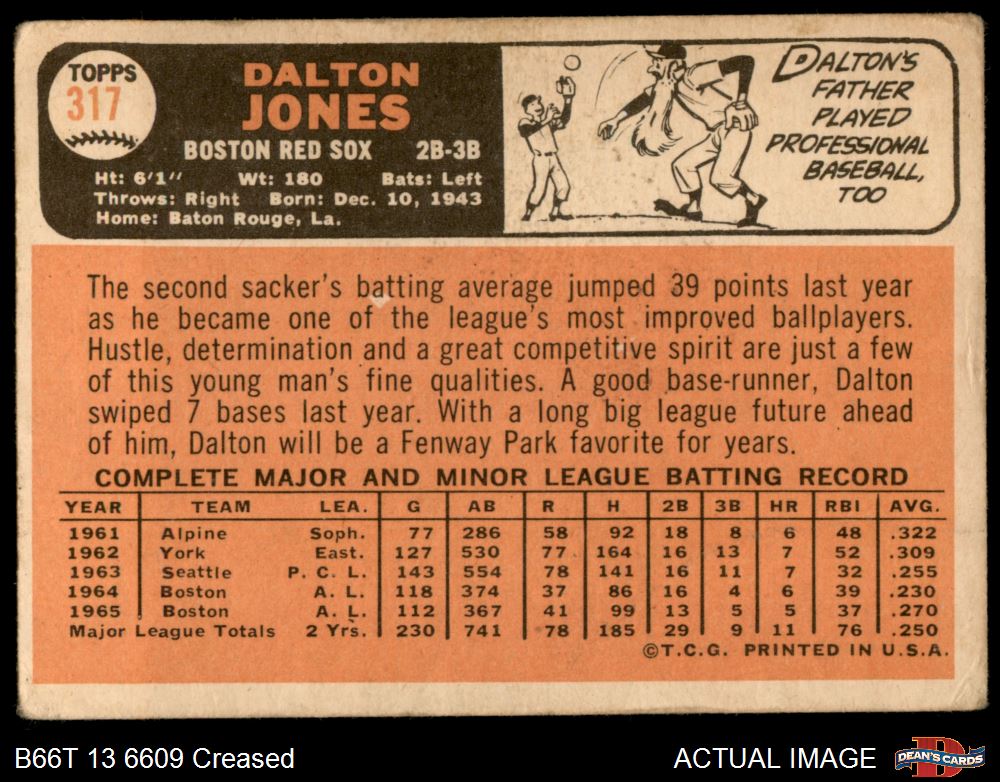 TOPPS
317
DALTON
JONES
BOSTON RED SOX 2B-3B
Ht: 6'1" Wt: 180 Bats: Left
Throws: Right Born: Dec. 10, 1943
Home: Baton Rouge, La.
DALTON'S
FATHER
PLAYED
PROFESSIONAL
BASEBALL,
TOO
The second sacker's batting average jumped 39 points last year
as he became one of the league's most improved ballplayers.
Hustle, determination and a great competitive spirit are just a few
of this young man's fine qualities. A good base-runner, Dalton
swiped 7 bases last year. With a long big league future ahead
of him, Dalton will be a Fenway Park favorite for years.
COMPLETE MAJOR AND MINOR LEAGUE BATTING RECORD
YEAR TEAM LEA. G AB R H 2B 3B HR RBI AVG.
1961 Alpine Soph. 77 286 58 92 18 8 6 48 .322
1962 York East. 127 530 77 164 16 13 7 52 .309
1963 Seattle P. C. L. 143 554 78 141 16 11 7 32 .255
1964 Boston A. L. 118 374 37 86 16 4 6 39 .230
1965 Boston A. L. 112 367 41 99 13 5 5 37 .270
Major League Totals 2 Yrs. 230 741 78 185 29 9 11 76 .250
©T.C.G. PRINTED IN U.S.A.
B66T 13 6609 Creased
ACTUAL IMAGE
D
DEAN'S CARDS